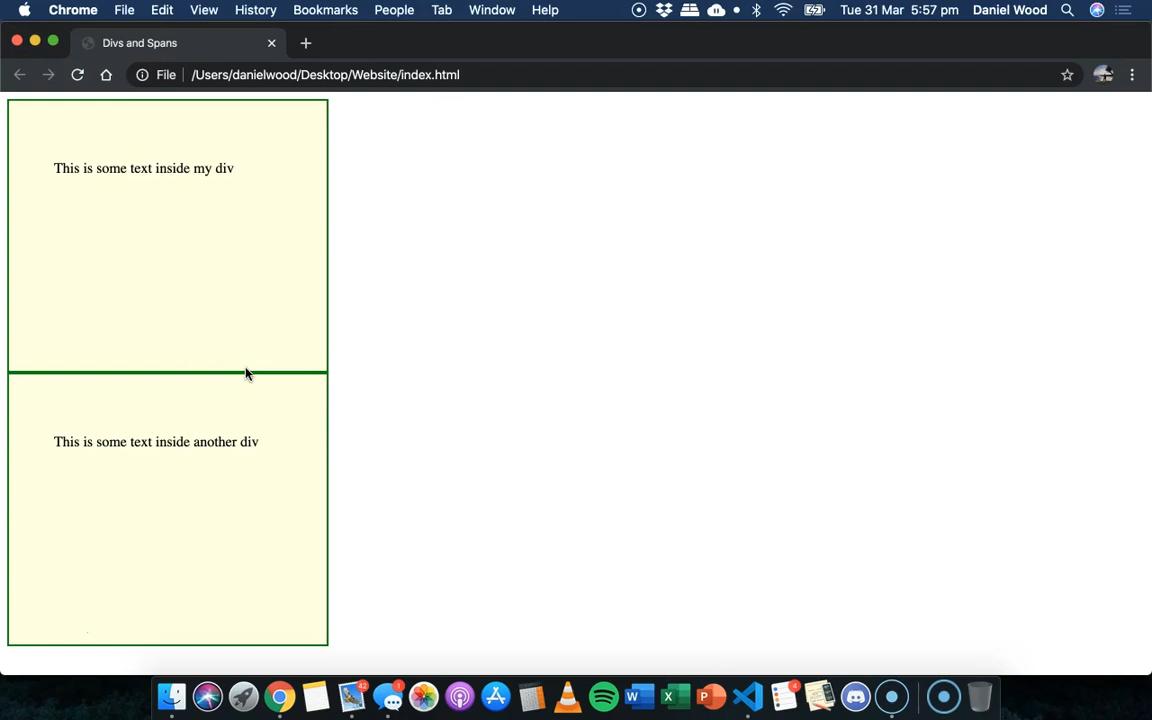 Chrome File Edit View History Bookmarks People Tab Window Help Tue 31 Mar 5:57 pm Daniel Wood
Divs and Spans
File /Users/danielwood/Desktop/Website/index.html
This is some text inside my div
This is some text inside another div